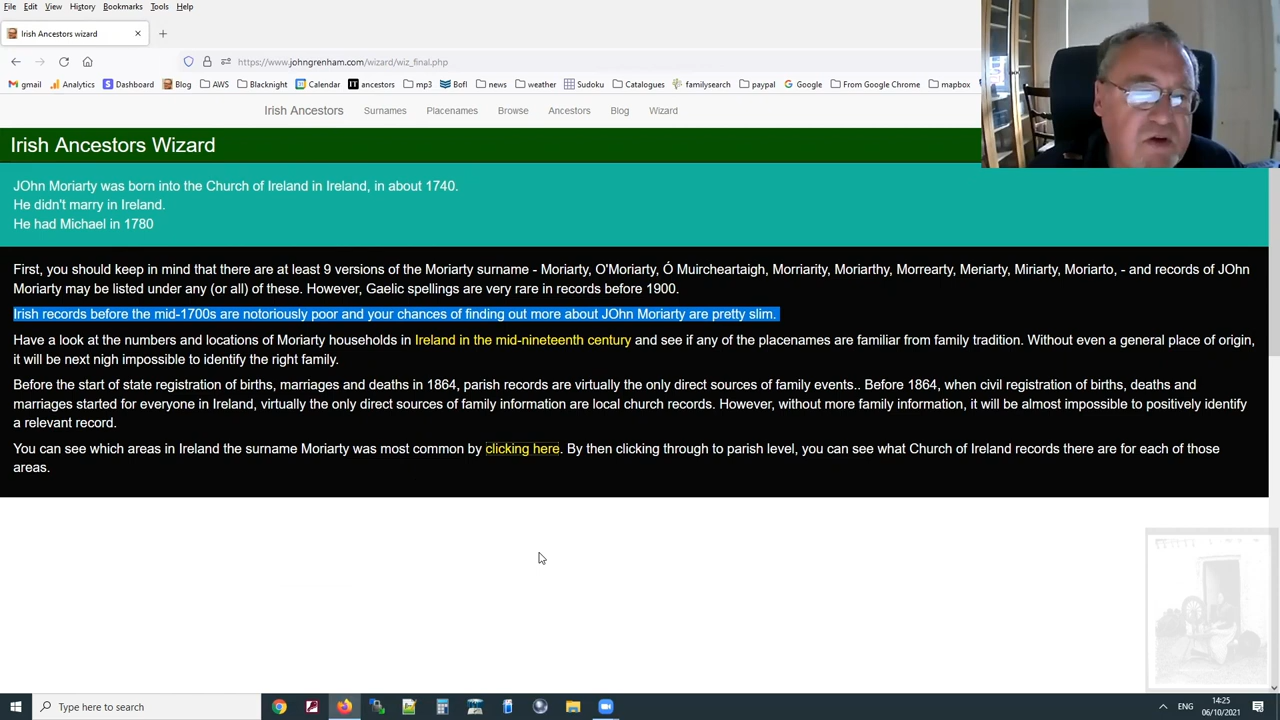 File Edit View History Bookmarks Tools Help
Irish Ancestors wizard
https://www.johngrenham.com/wizard/wiz_final.php
gmail Analytics Dashboard Blog AWS Blacknight Calendar ancestors mp3 BofI news weather Sudoku Catalogues familysearch paypal Google From Google Chrome mapbox
Irish Ancestors Surnames Placenames Browse Ancestors Blog Wizard
Irish Ancestors Wizard
JOhn Moriarty was born into the Church of Ireland in Ireland, in about 1740.
He didn't marry in Ireland.
He had Michael in 1780
First, you should keep in mind that there are at least 9 versions of the Moriarty surname - Moriarty, O'Moriarty, Ó Muircheartaigh, Morriarity, Moriarthy, Morrearty, Meriarty, Miriarty, Moriarto, - and records of JOhn
Moriarty may be listed under any (or all) of these. However, Gaelic spellings are very rare in records before 1900.
Irish records before the mid-1700s are notoriously poor and your chances of finding out more about JOhn Moriarty are pretty slim.
Have a look at the numbers and locations of Moriarty households in Ireland in the mid-nineteenth century and see if any of the placenames are familiar from family tradition. Without even a general place of origin,
it will be next nigh impossible to identify the right family.
Before the start of state registration of births, marriages and deaths in 1864, parish records are virtually the only direct sources of family events.. Before 1864, when civil registration of births, deaths and
marriages started for everyone in Ireland, virtually the only direct sources of family information are local church records. However, without more family information, it will be almost impossible to positively identify
a relevant record.
You can see which areas in Ireland the surname Moriarty was most common by clicking here. By then clicking through to parish level, you can see what Church of Ireland records there are for each of those
areas.
Type here to search
ENG
14:25
06/10/2021